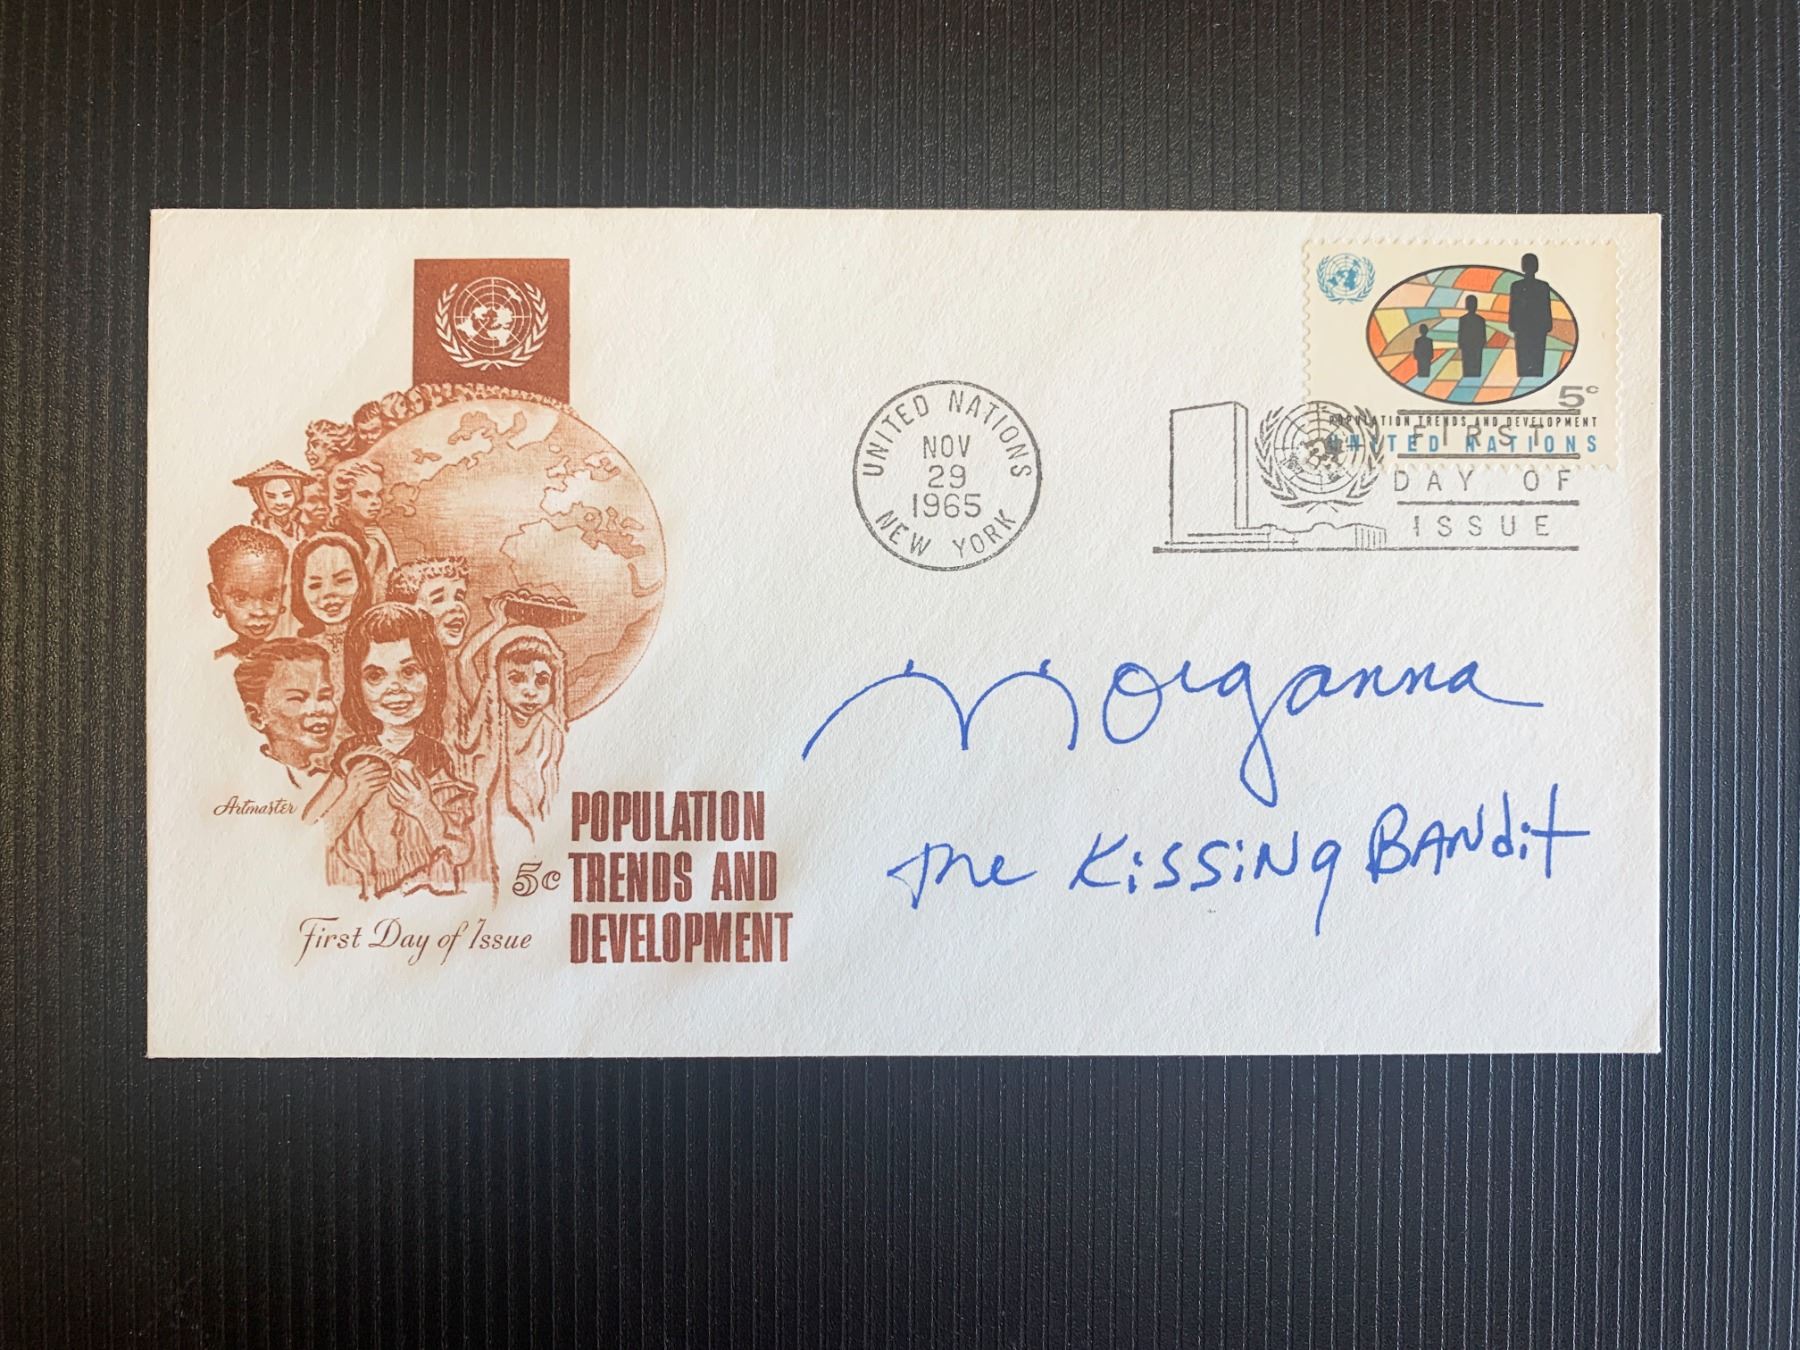 5c
POPULATION TRENDS AND DEVELOPMENT
UNITED NATIONS
UNITED NATIONS
NOV
29
1965
NEW YORK
FIRST
DAY OF
ISSUE
Morganna
the KiSSiNg BANdit
Artmaster
5c
POPULATION
TRENDS AND
DEVELOPMENT
First Day of Issue